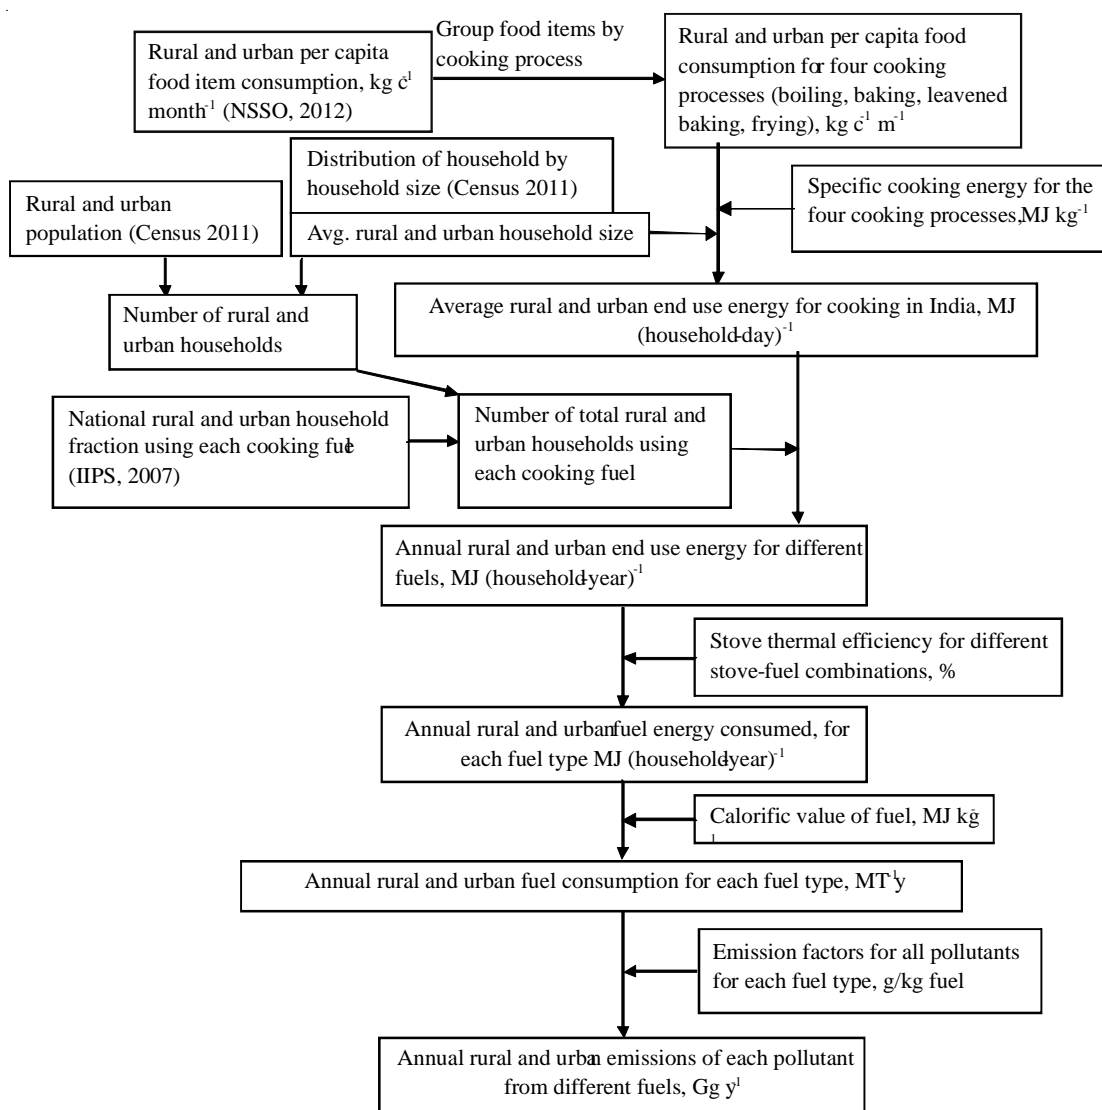 Rural and urban per capita
food item consumption, kg c-1
month-1 (NSSO, 2012)
Group food items by
cooking process
Rural and urban per capita food
consumption for four cooking
processes (boiling, baking, leavened
baking, frying), kg c-1 m-1
Distribution of household by
household size (Census 2011)
Avg. rural and urban household size
Rural and urban
population (Census 2011)
Specific cooking energy for the
four cooking processes,MJ kg-1
Number of rural and
urban households
Average rural and urban end use energy for cooking in India, MJ
(household-day)-1
National rural and urban household
fraction using each cooking fuel
(IIPS, 2007)
Number of total rural and
urban households using
each cooking fuel
Annual rural and urban end use energy for different
fuels, MJ (household-year)-1
Stove thermal efficiency for different
stove-fuel combinations, %
Annual rural and urban fuel energy consumed, for
each fuel type MJ (household-year)-1
Calorific value of fuel, MJ kg-
1
Annual rural and urban fuel consumption for each fuel type, MT-1y
Emission factors for all pollutants
for each fuel type, g/kg fuel
Annual rural and urban emissions of each pollutant
from different fuels, Gg y-1